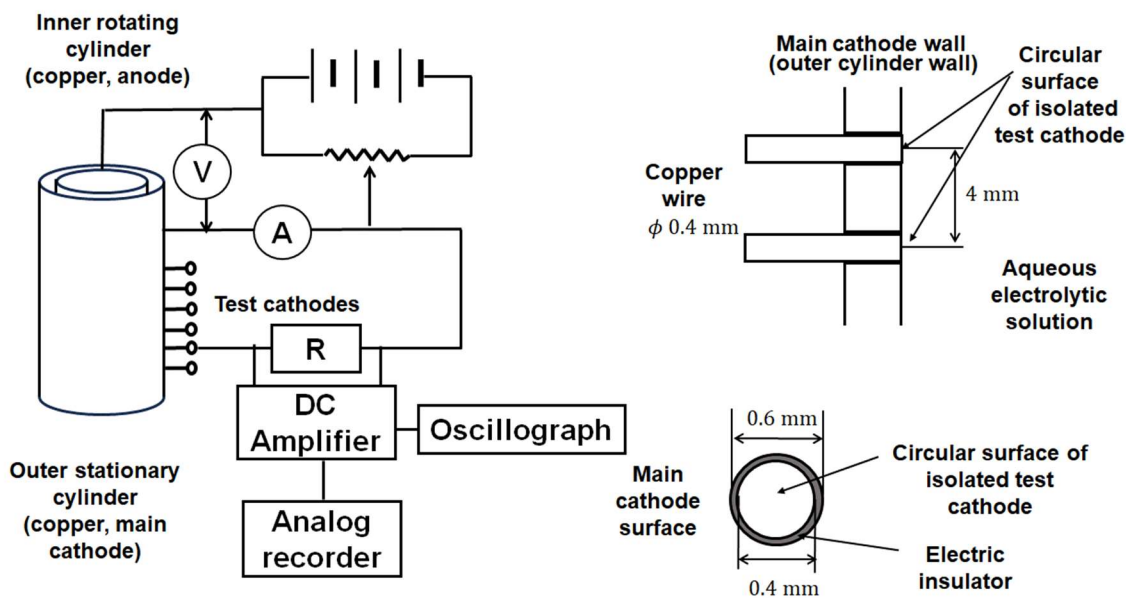 Inner rotating
cylinder
(copper, anode)
V
A
Test cathodes
R
DC
Amplifier
Oscillograph
Analog
recorder
Outer stationary
cylinder
(copper, main
cathode)
Main cathode wall
(outer cylinder wall)
Circular
surface
of isolated
test cathode
Copper
wire
ϕ 0.4 mm
4 mm
Aqueous
electrolytic
solution
0.6 mm
Main
cathode
surface
Circular surface of
isolated test
cathode
Electric
insulator
0.4 mm